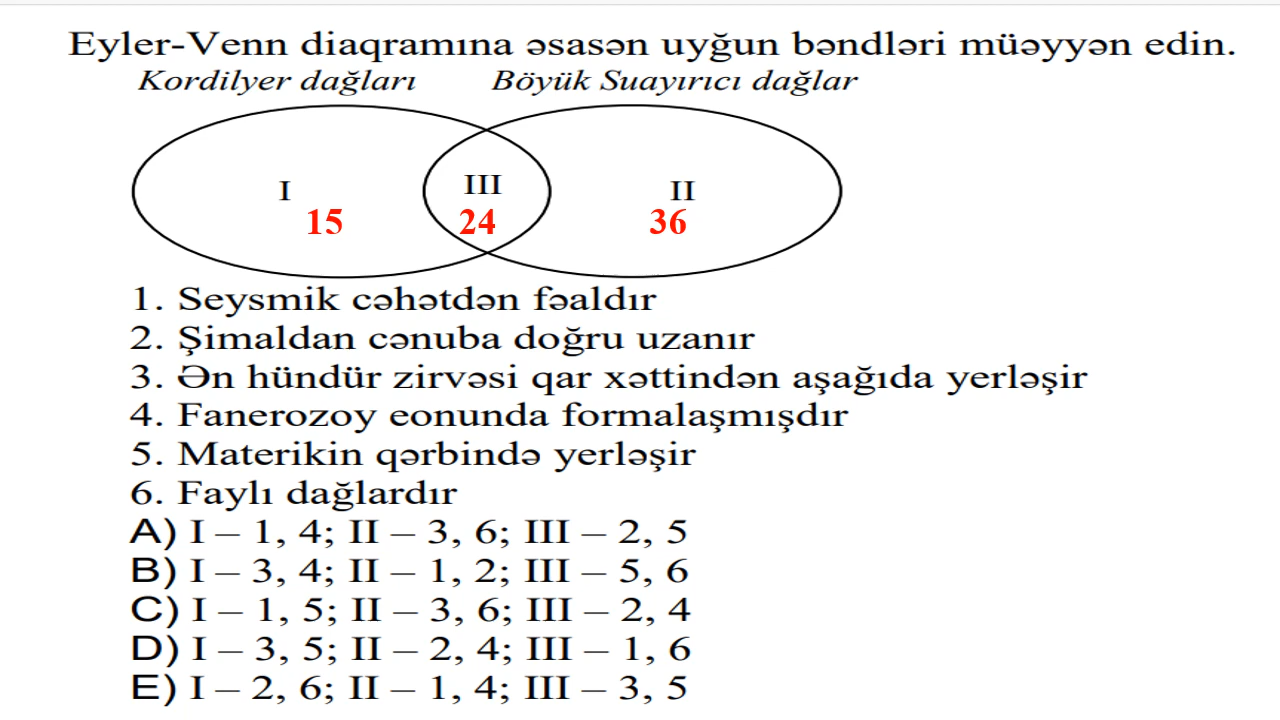 Eyler-Venn diaqramına əsasən uyğun bəndləri müəyyən edin.
Kordilyer dağları Böyük Suayırıcı dağlar
I III II
15 24 36
1. Seysmik cəhətdən fəaldır
2. Şimaldan cənuba doğru uzanır
3. Ən hündür zirvəsi qar xəttindən aşağıda yerləşir
4. Fanerozoy eonunda formalaşmışdır
5. Materikin qərbində yerləşir
6. Faylı dağlardır
A) I – 1, 4; II – 3, 6; III – 2, 5
B) I – 3, 4; II – 1, 2; III – 5, 6
C) I – 1, 5; II – 3, 6; III – 2, 4
D) I – 3, 5; II – 2, 4; III – 1, 6
E) I – 2, 6; II – 1, 4; III – 3, 5